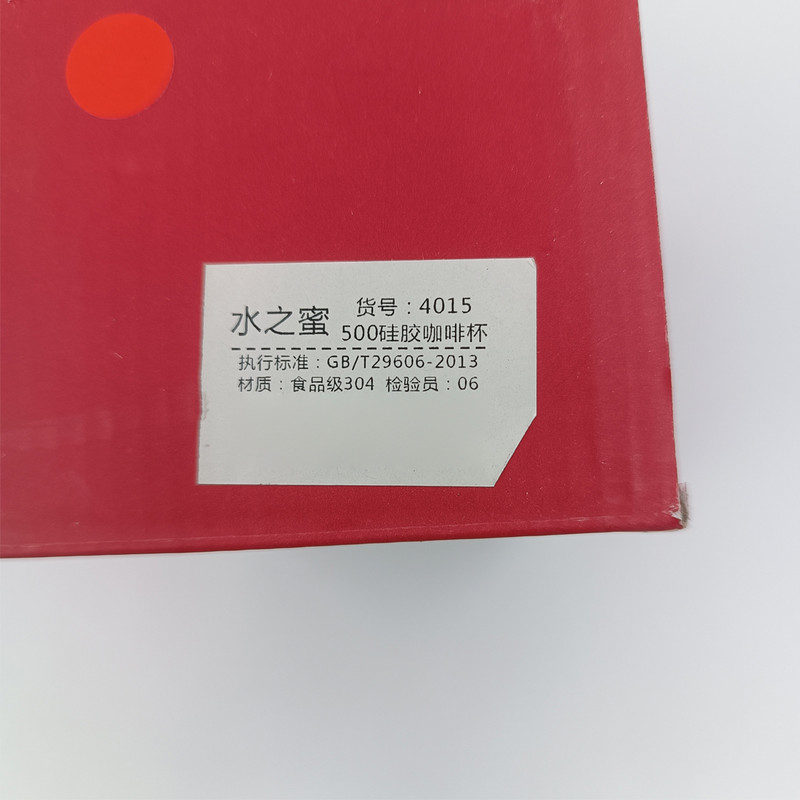 水之蜜 货号：4015
500硅胶咖啡杯
执行标准：GB/T29606-2013
材质：食品级304 检验员：06